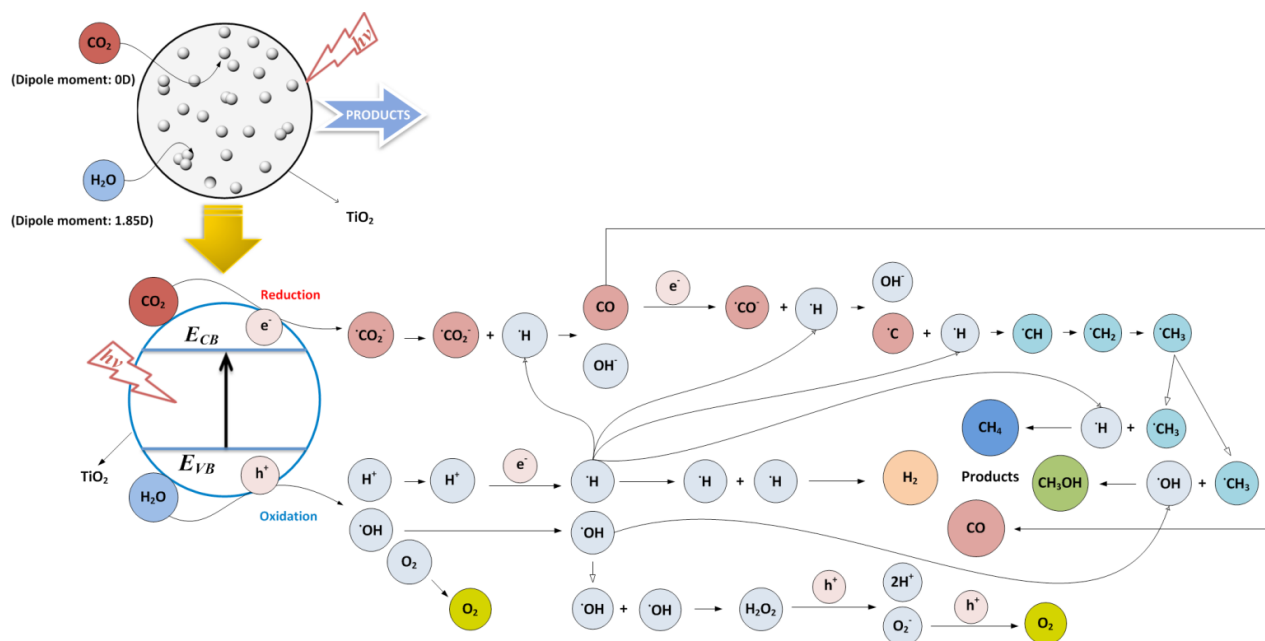 CO₂
(Dipole moment: 0D)
hν
PRODUCTS
H₂O
(Dipole moment: 1.85D)
TiO₂
CO₂
Reduction
e⁻
E_CB
hν
E_VB
TiO₂
h⁺
H₂O
Oxidation
˙CO₂⁻
˙CO₂⁻ + ˙H
CO
OH⁻
e⁻
˙CO⁻ + ˙H
OH⁻
˙C + ˙H
˙CH
˙CH₂
˙CH₃
CH₄
˙H + ˙CH₃
Products
CH₃OH
˙OH + ˙CH₃
CO
H⁺
H⁺
e⁻
˙H
˙H + ˙H
H₂
˙OH
˙OH
O₂
O₂
˙OH + ˙OH
H₂O₂
h⁺
2H⁺
O₂⁻
h⁺
O₂